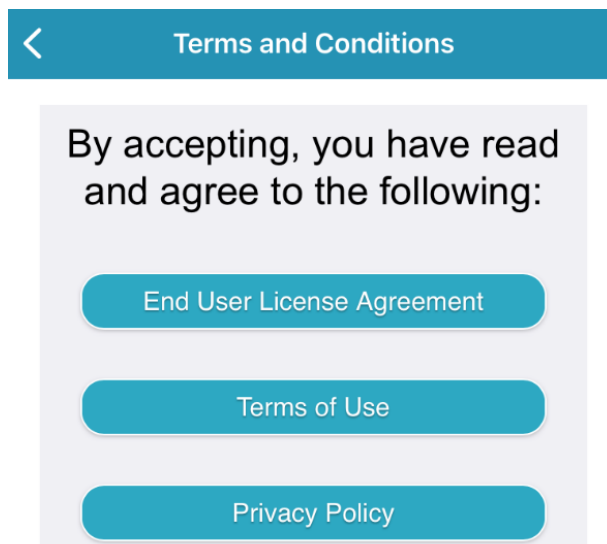 Terms and Conditions
By accepting, you have read
and agree to the following:
End User License Agreement
Terms of Use
Privacy Policy